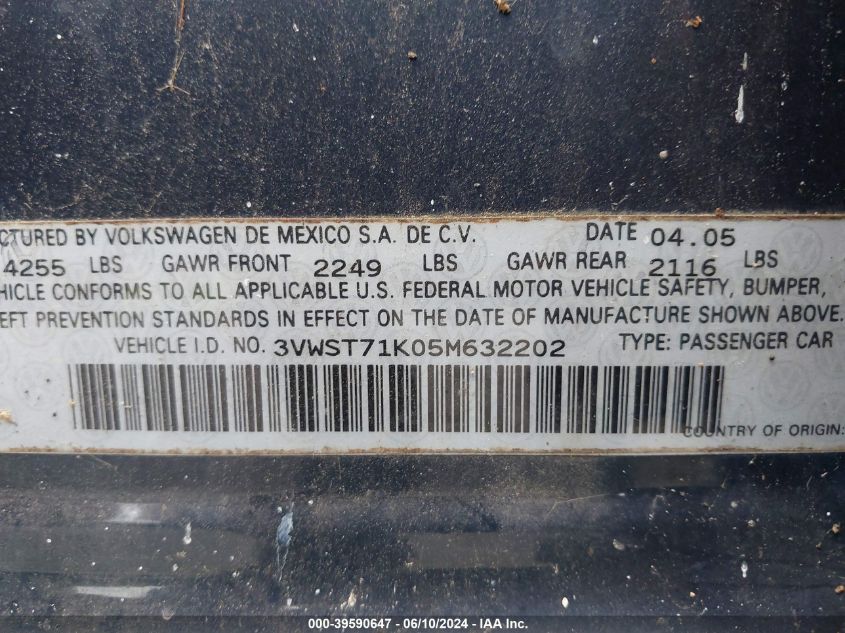 CTURED BY VOLKSWAGEN DE MEXICO S.A. DE C.V. DATE 04.05
4255 LBS GAWR FRONT 2249 LBS GAWR REAR 2116 LBS
HICLE CONFORMS TO ALL APPLICABLE U.S. FEDERAL MOTOR VEHICLE SAFETY, BUMPER,
EFT PREVENTION STANDARDS IN EFFECT ON THE DATE OF MANUFACTURE SHOWN ABOVE.
VEHICLE I.D. NO. 3VWST71K05M632202 TYPE: PASSENGER CAR
COUNTRY OF ORIGIN:
000-39590647 - 06/10/2024 - IAA Inc.